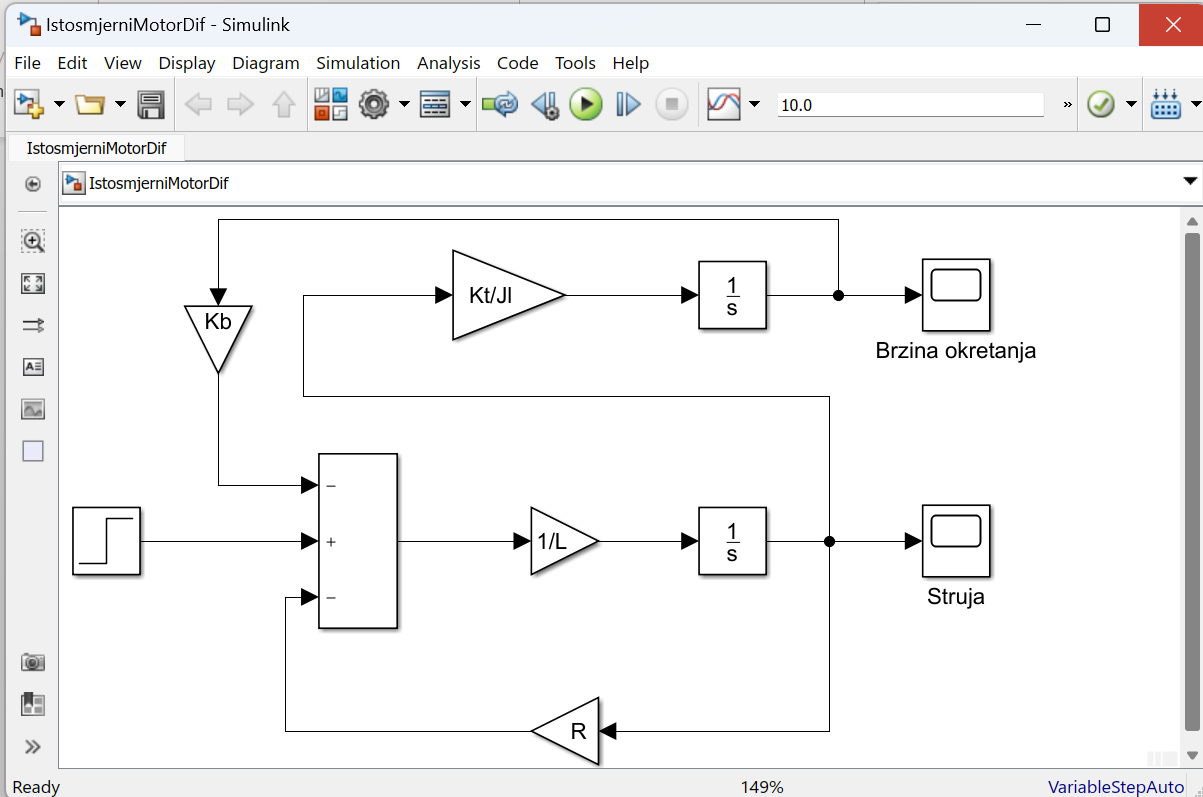 IstosmjerniMotorDif - Simulink
File Edit View Display Diagram Simulation Analysis Code Tools Help
10.0 »
IstosmjerniMotorDif
IstosmjerniMotorDif
Kt/Jl
1
s
Kb
Brzina okretanja
−
+
−
1/L
1
s
Struja
R
Ready 149% VariableStepAuto